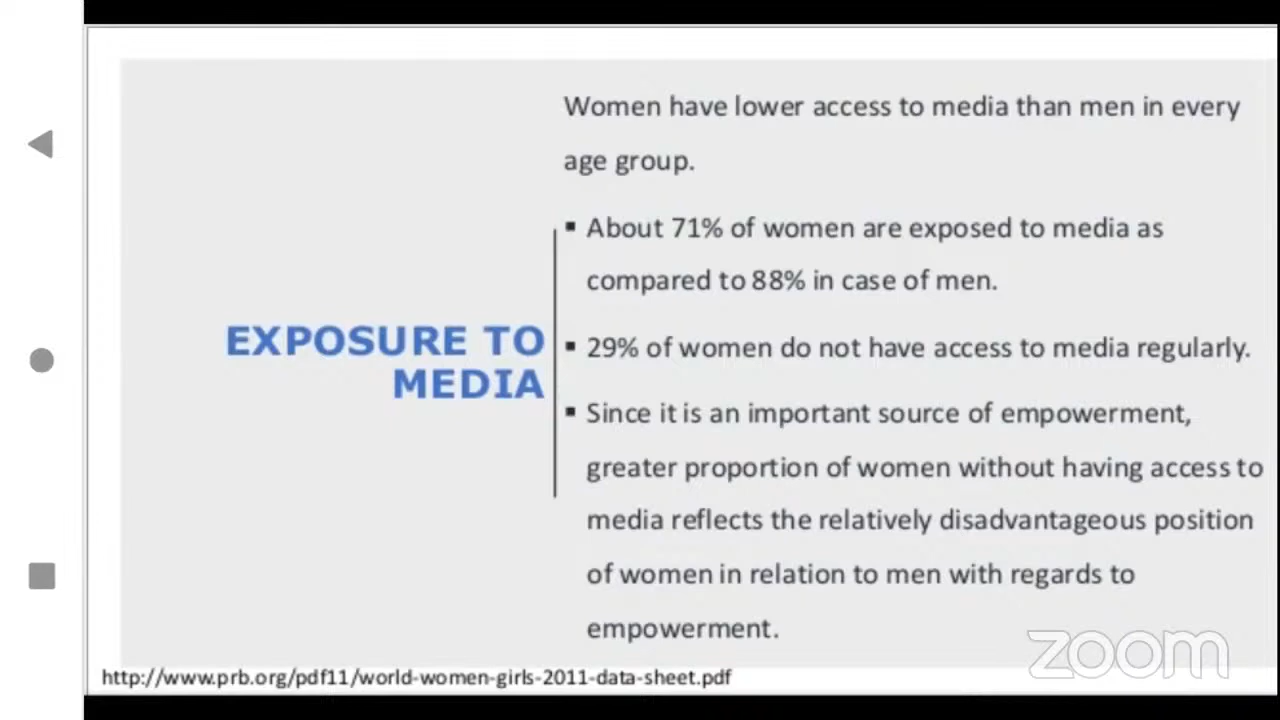 Women have lower access to media than men in every
age group.
▪ About 71% of women are exposed to media as
compared to 88% in case of men.
EXPOSURE TO
MEDIA
▪ 29% of women do not have access to media regularly.
▪ Since it is an important source of empowerment,
greater proportion of women without having access to
media reflects the relatively disadvantageous position
of women in relation to men with regards to
empowerment.
zoom
http://www.prb.org/pdf11/world-women-girls-2011-data-sheet.pdf